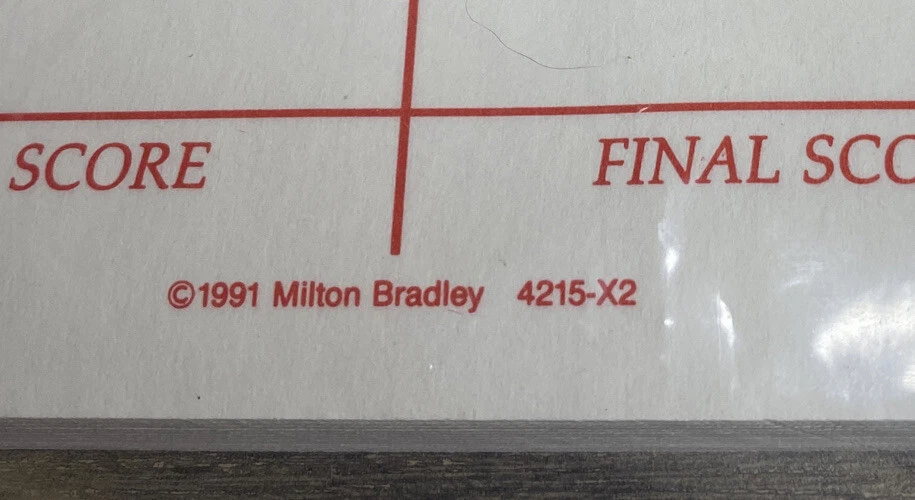 SCORE FINAL SCO
©1991 Milton Bradley 4215-X2